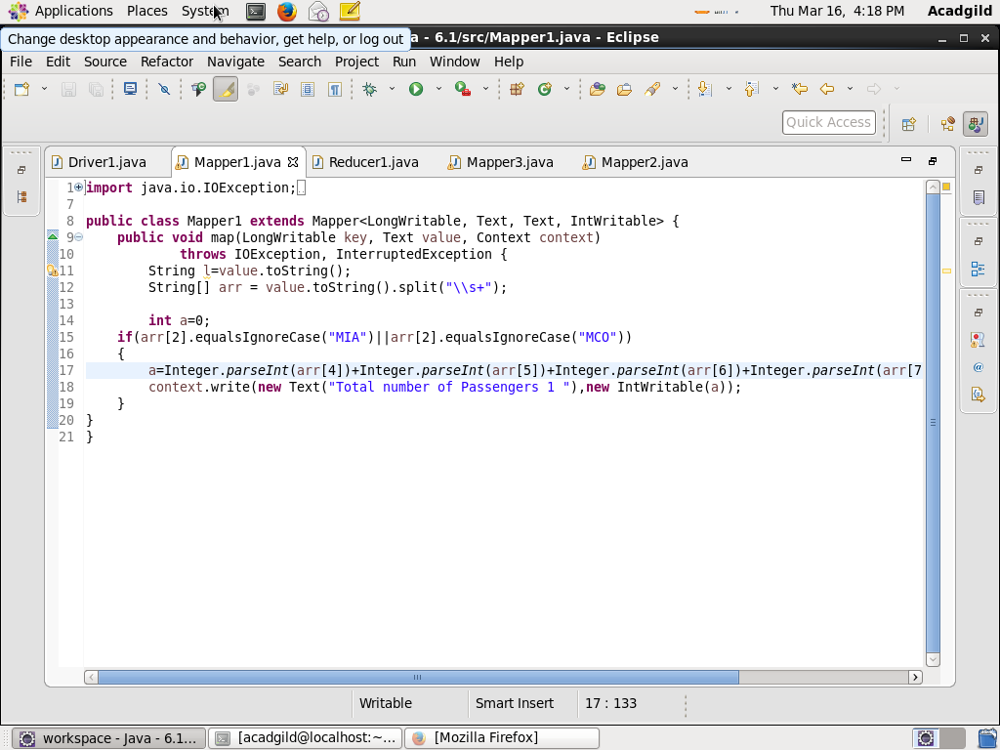 Applications Places System Thu Mar 16, 4:18 PM Acadgild
Change desktop appearance and behavior, get help, or log out
a - 6.1/src/Mapper1.java - Eclipse
File Edit Source Refactor Navigate Search Project Run Window Help
Quick Access
Driver1.java Mapper1.java Reducer1.java Mapper3.java Mapper2.java
1 import java.io.IOException;
7
8 public class Mapper1 extends Mapper<LongWritable, Text, Text, IntWritable> {
9 public void map(LongWritable key, Text value, Context context)
10 throws IOException, InterruptedException {
11 String l=value.toString();
12 String[] arr = value.toString().split("\\s+");
13
14 int a=0;
15 if(arr[2].equalsIgnoreCase("MIA")||arr[2].equalsIgnoreCase("MCO"))
16 {
17 a=Integer.parseInt(arr[4])+Integer.parseInt(arr[5])+Integer.parseInt(arr[6])+Integer.parseInt(arr[7
18 context.write(new Text("Total number of Passengers 1 "),new IntWritable(a));
19 }
20 }
21 }
Writable Smart Insert 17 : 133
workspace - Java - 6.1... [acadgild@localhost:~... [Mozilla Firefox]